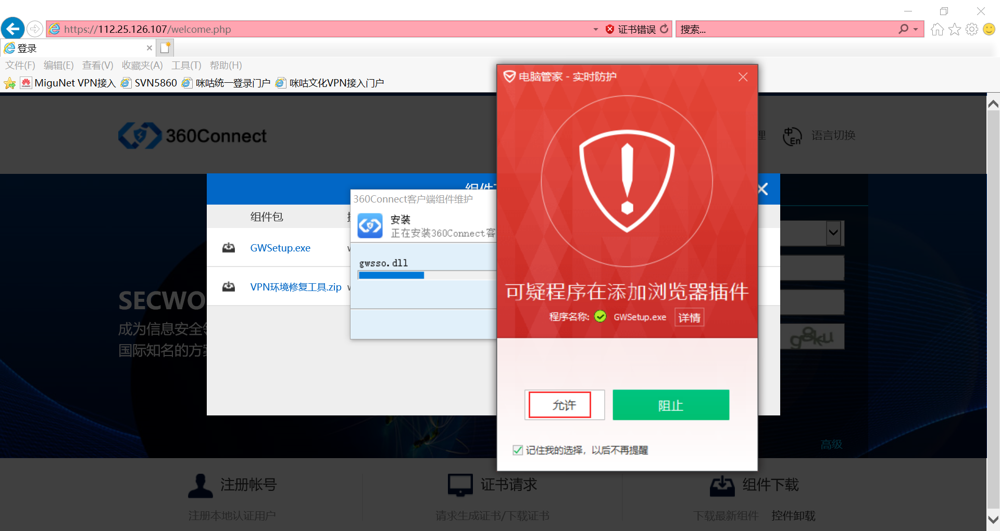 https://112.25.126.107/welcome.php
证书错误
搜索...
登录
文件(F) 编辑(E) 查看(V) 收藏夹(A) 工具(T) 帮助(H)
MiguNet VPN接入 SVN5860 咪咕统一登录门户 咪咕文化VPN接入门户
360Connect
理
中 En
语言切换
组件
组件包
GWSetup.exe
VPN环境修复工具.zip
360Connect客户端组件维护
安装
正在安装360Connect客
gwsso.dll
电脑管家 - 实时防护
可疑程序在添加浏览器插件
程序名称: GWSetup.exe 详情
允许 阻止
记住我的选择，以后不再提醒
SECWO
成为信息安全
国际知名的方
g8ku
高级
注册帐号 证书请求 组件下载
注册本地认证用户 请求生成证书/下载证书 下载最新组件 控件卸载